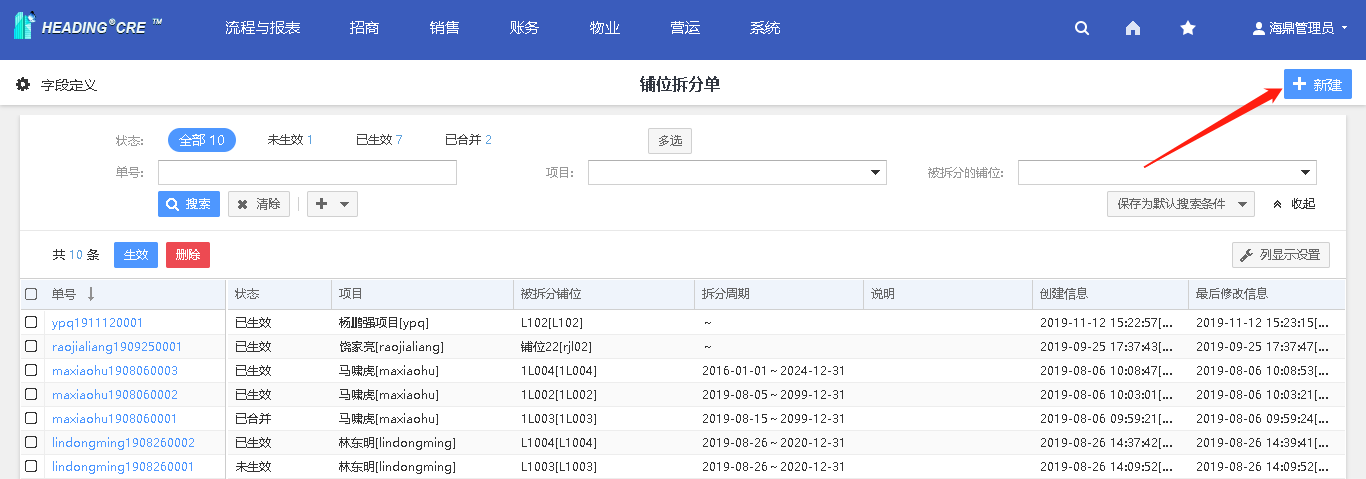 HEADING®CRE ™ 流程与报表 招商 销售 账务 物业 营运 系统 海鼎管理员
字段定义 铺位拆分单 新建
状态: 全部 10 未生效 1 已生效 7 已合并 2 多选
单号: 项目: 被拆分的铺位:
搜索 清除 保存为默认搜索条件 收起
共 10 条 生效 删除 列显示设置
单号 状态 项目 被拆分铺位 拆分周期 说明 创建信息 最后修改信息
ypq1911120001 已生效 杨鹏强项目[ypq] L102[L102] ~ 2019-11-12 15:22:57[... 2019-11-12 15:23:15[...
raojialiang1909250001 已生效 饶家亮[raojialiang] 铺位22[rjl02] ~ 2019-09-25 17:37:43[... 2019-09-25 17:37:47[...
maxiaohu1908060003 已生效 马啸虎[maxiaohu] 1L004[1L004] 2016-01-01 ~ 2024-12-31 2019-08-06 10:08:47[... 2019-08-06 10:08:53[...
maxiaohu1908060002 已生效 马啸虎[maxiaohu] 1L002[1L002] 2019-08-05 ~ 2099-12-31 2019-08-06 10:03:01[... 2019-08-06 10:03:21[...
maxiaohu1908060001 已合并 马啸虎[maxiaohu] 1L003[1L003] 2019-08-15 ~ 2099-12-31 2019-08-06 09:59:21[... 2019-08-06 09:59:24[...
lindongming1908260002 已生效 林东明[lindongming] L1004[L1004] 2019-08-26 ~ 2020-12-31 2019-08-26 14:37:42[... 2019-08-26 14:39:41[...
lindongming1908260001 未生效 林东明[lindongming] L1003[L1003] 2019-08-26 ~ 2020-12-31 2019-08-26 14:09:52[... 2019-08-26 14:09:52[...